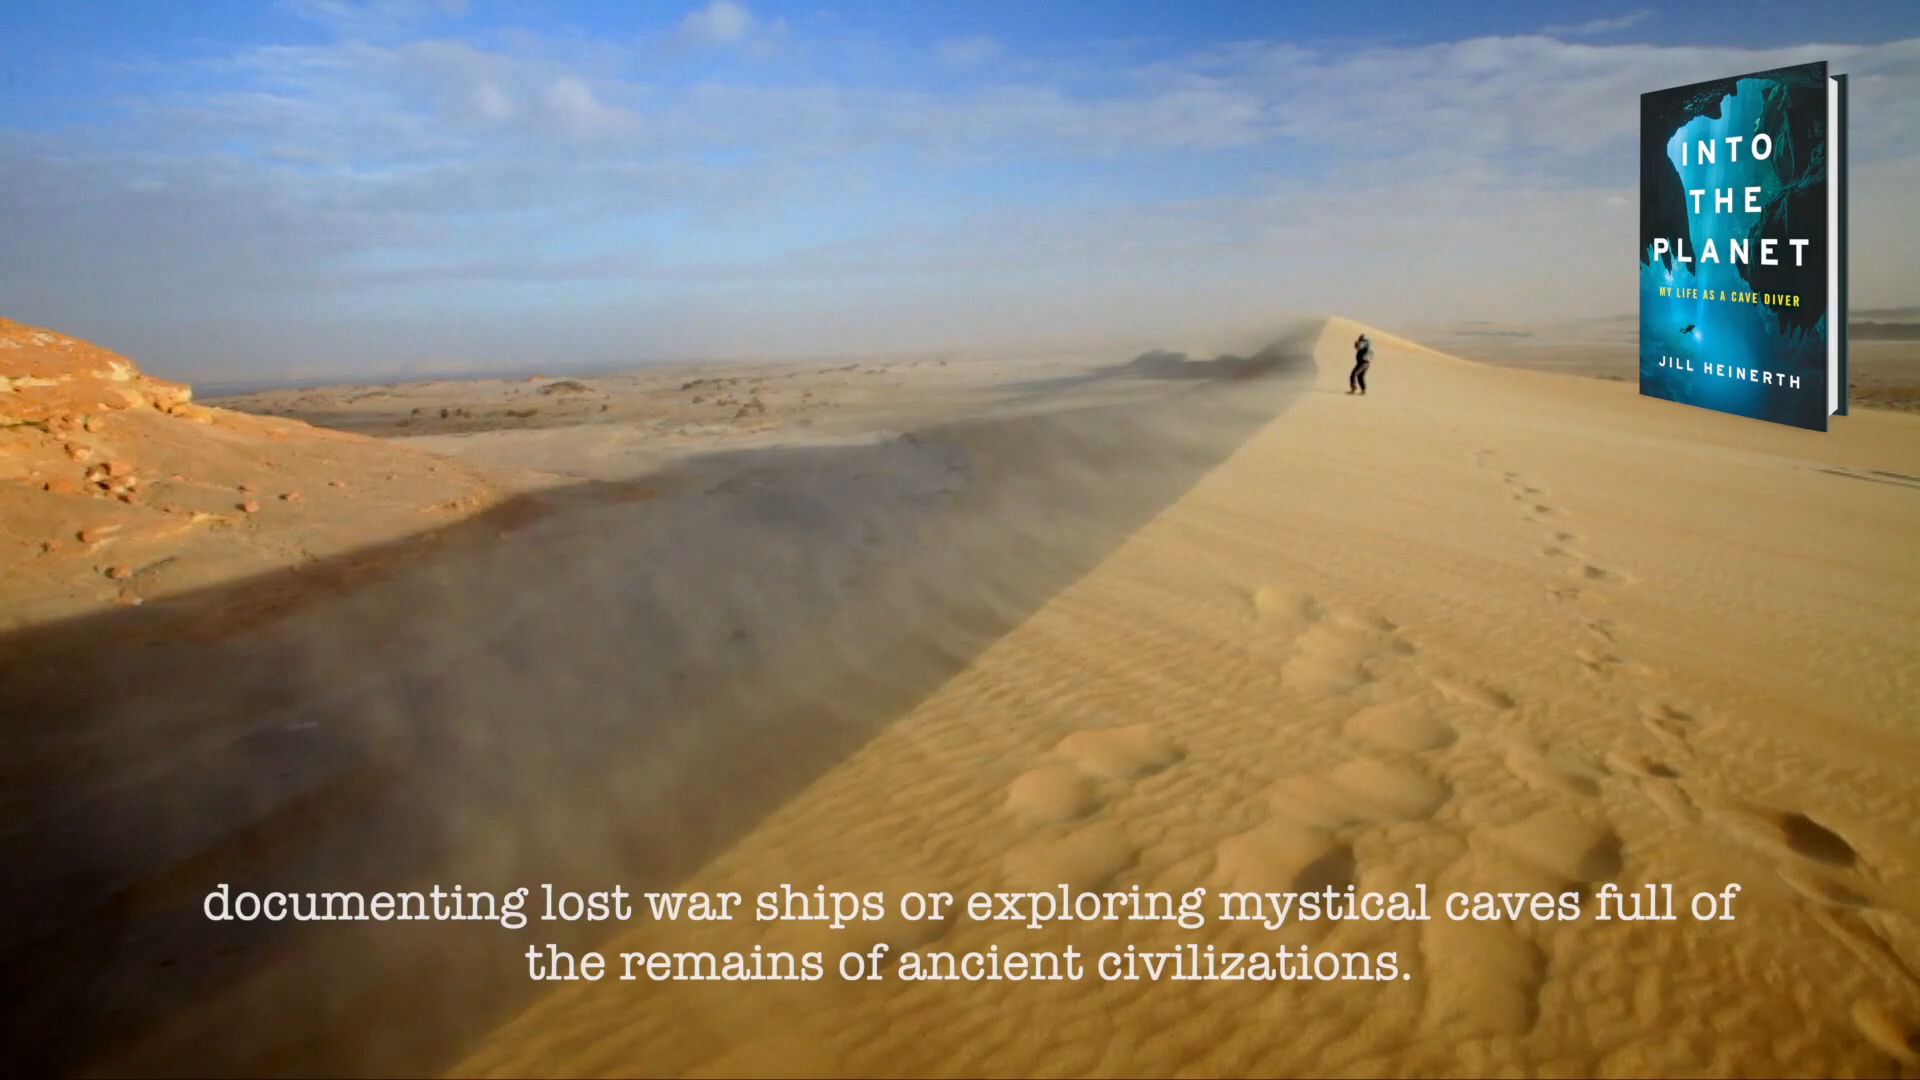 INTO
THE
PLANET
MY LIFE AS A CAVE DIVER
JILL HEINERTH
documenting lost war ships or exploring mystical caves full of
the remains of ancient civilizations.